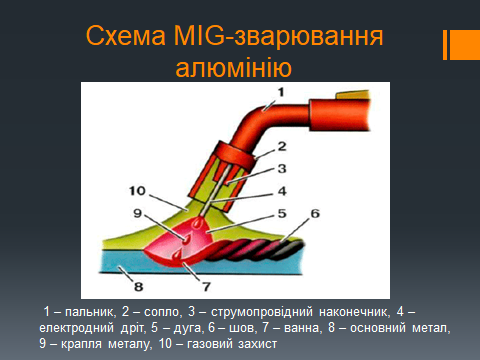 Схема MIG-зварювання
алюмінію
1
2
3
4
10
9
5
6
8
7
1 – пальник, 2 – сопло, 3 – струмопровідний наконечник, 4 –
електродний дріт, 5 – дуга, 6 – шов, 7 – ванна, 8 – основний метал,
9 – крапля металу, 10 – газовий захист